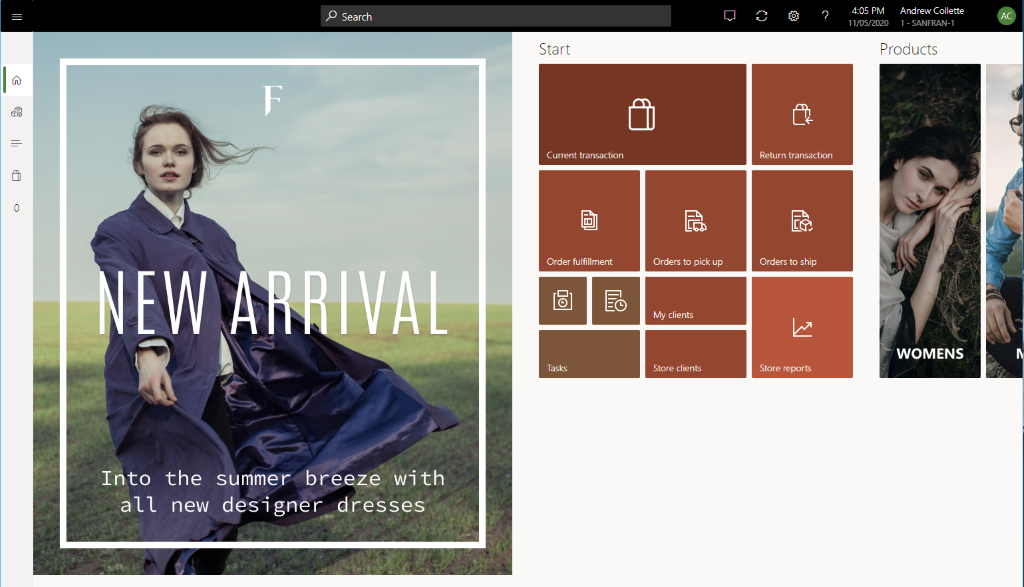 Search
?
4:05 PM
11/05/2020
Andrew Collette
1 - SANFRAN-1
AC
0
F
NEW ARRIVAL
Into the summer breeze with
all new designer dresses
Start
Current transaction
Return transaction
Order fulfillment
Orders to pick up
Orders to ship
My clients
Tasks
Store clients
Store reports
Products
WOMENS